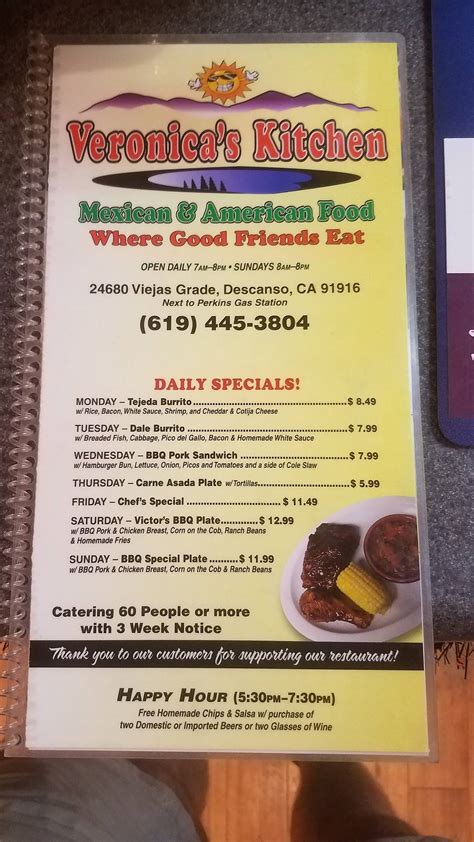 Veronica's Kitchen
Mexican & American Food
Where Good Friends Eat
OPEN DAILY 7AM–8PM • SUNDAYS 8AM–8PM
24680 Viejas Grade, Descanso, CA 91916
Next to Perkins Gas Station
(619) 445-3804
DAILY SPECIALS!
MONDAY – Tejeda Burrito...............................................$ 8.49
w/ Rice, Bacon, White Sauce, Shrimp, and Cheddar & Cotija Cheese
TUESDAY – Dale Burrito................................................$ 7.99
w/ Breaded Fish, Cabbage, Pico del Gallo, Bacon & Homemade White Sauce
WEDNESDAY – BBQ Pork Sandwich ................................$ 7.99
w/ Hamburger Bun, Lettuce, Onion, Picos and Tomatoes and a side of Cole Slaw
THURSDAY – Carne Asada Plate w/Tortillas............................$ 5.99
FRIDAY – Chef's Special ..........................$ 11.49
SATURDAY – Victor's BBQ Plate............$ 12.99
w/ BBQ Pork & Chicken Breast, Corn on the Cob, Ranch Beans
& Homemade Fries
SUNDAY – BBQ Special Plate..........$ 11.99
w/ BBQ Pork & Chicken Breast, Corn on the Cob & Ranch Beans
Catering 60 People or more
with 3 Week Notice
Thank you to our customers for supporting our restaurant!
HAPPY HOUR (5:30PM–7:30PM)
Free Homemade Chips & Salsa w/ purchase of
two Domestic or Imported Beers or two Glasses of Wine